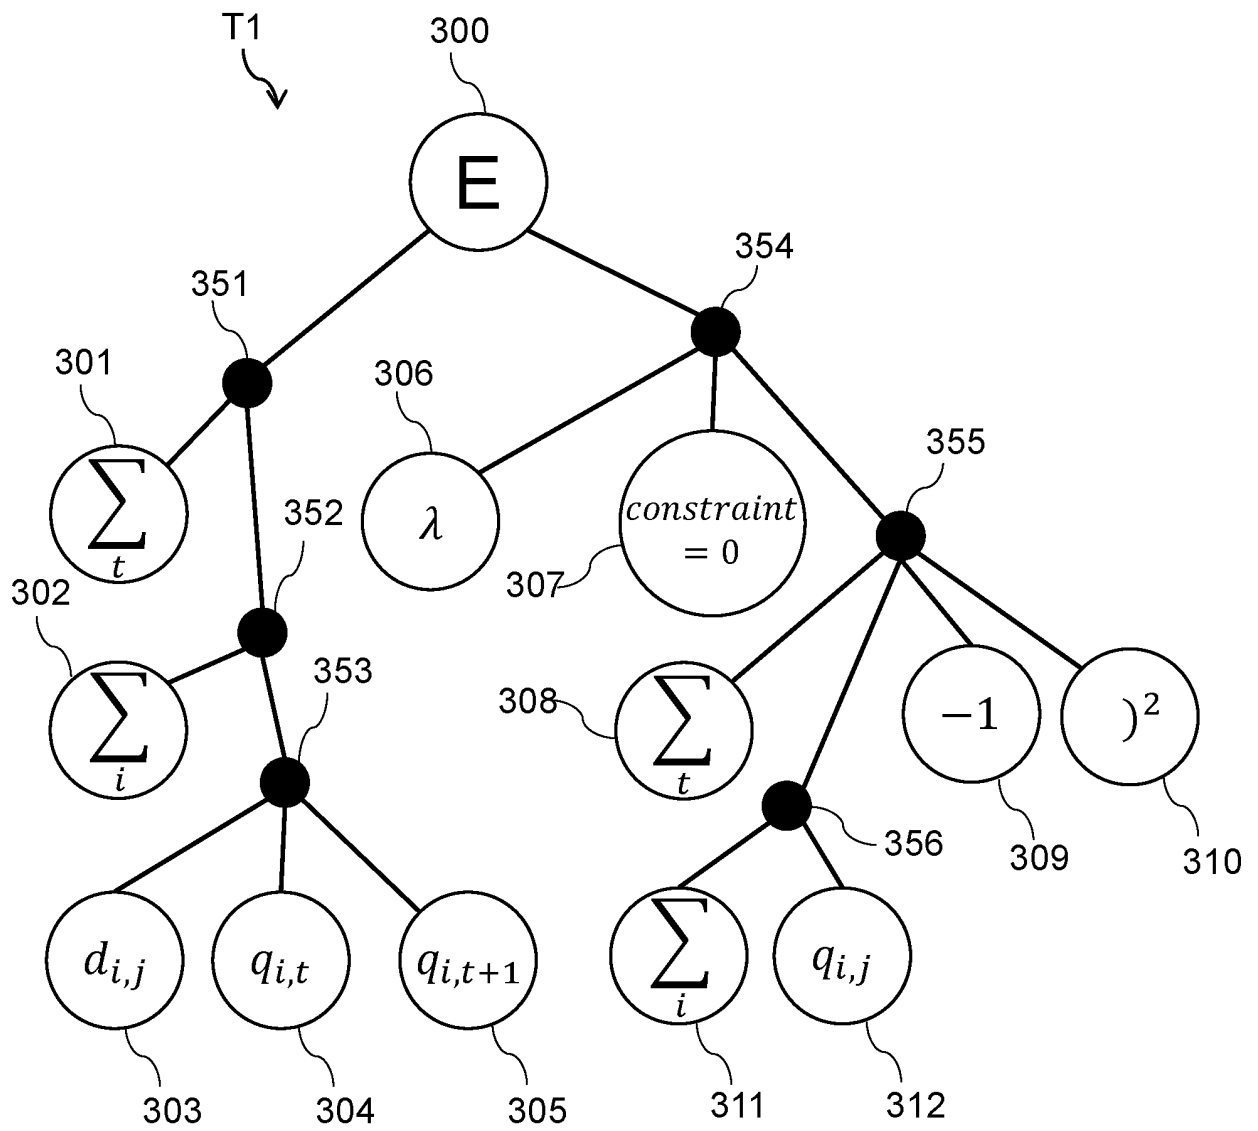 T1
300
E
354
351
301
306
355
∑
t
λ
constraint
= 0
352
307
302
353
308
∑
i
∑
t
−1
)²
356
309
310
d_{i,j}
q_{i,t}
q_{i,t+1}
∑
i
q_{i,j}
303
304
305
311
312